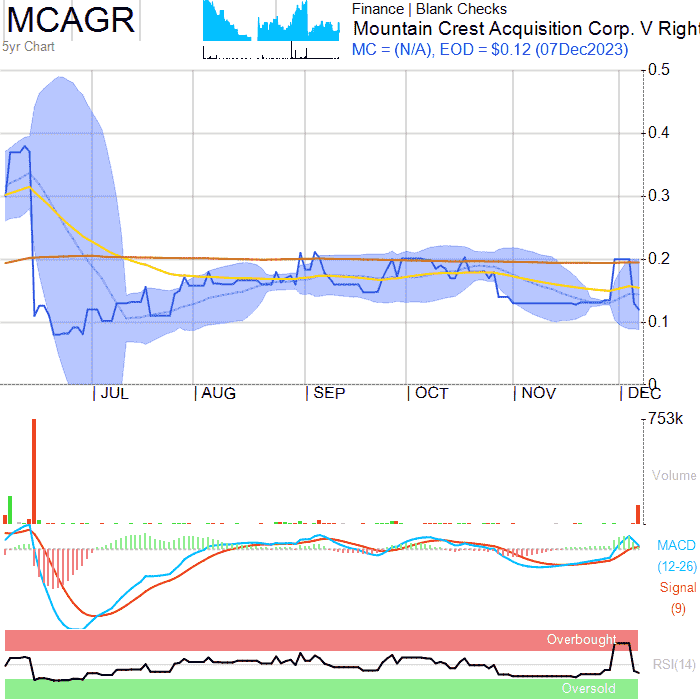 MCAGR
5yr Chart
Finance | Blank Checks
Mountain Crest Acquisition Corp. V Right
MC = (N/A), EOD = $0.12 (07Dec2023)
0.5
0.4
0.3
0.2
0.1
0
JUL AUG SEP OCT NOV DEC
753k
Volume
MACD
(12-26)
Signal
(9)
Overbought
RSI(14)
Oversold